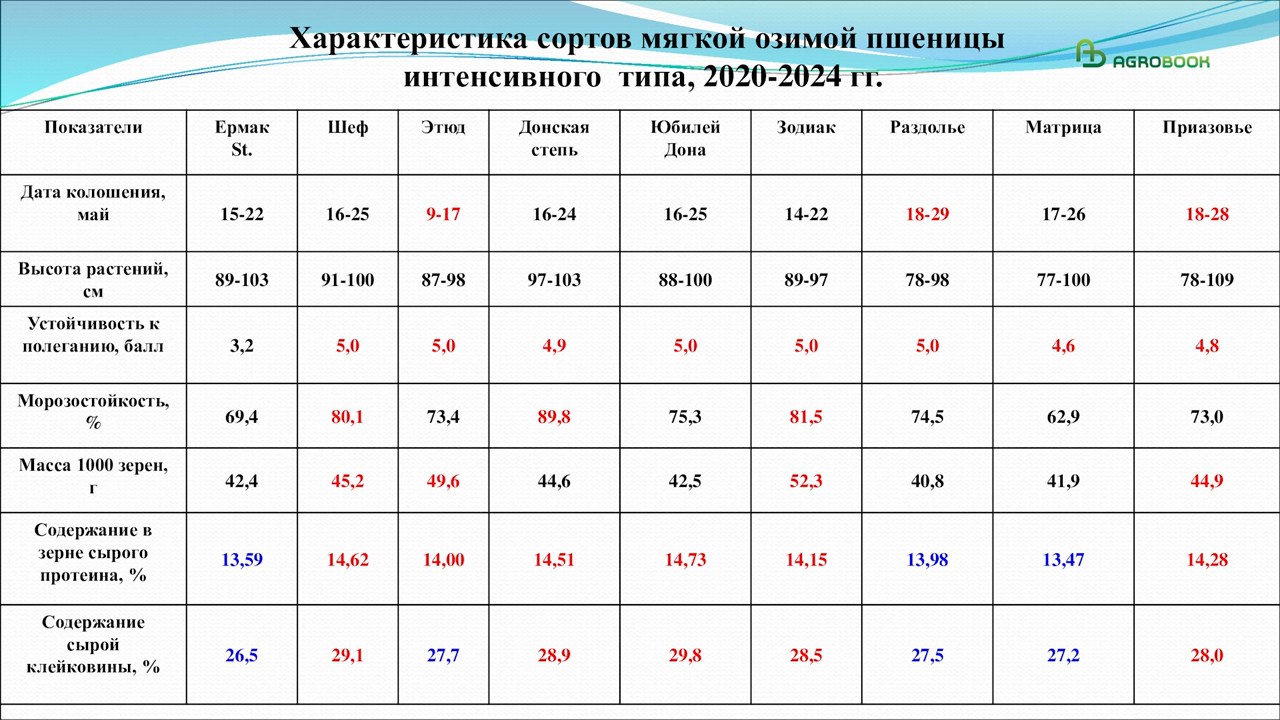 Характеристика сортов мягкой озимой пшеницы
интенсивного типа, 2020-2024 гг.
AGROBOOK
Показатели
Ермак
St.
Шеф
Этюд
Донская
степь
Юбилей
Дона
Зодиак
Раздолье
Матрица
Приазовье
Дата колошения,
май
15-22
16-25
9-17
16-24
16-25
14-22
18-29
17-26
18-28
Высота растений,
см
89-103
91-100
87-98
97-103
88-100
89-97
78-98
77-100
78-109
Устойчивость к
полеганию, балл
3,2
5,0
5,0
4,9
5,0
5,0
5,0
4,6
4,8
Морозостойкость,
%
69,4
80,1
73,4
89,8
75,3
81,5
74,5
62,9
73,0
Масса 1000 зерен,
г
42,4
45,2
49,6
44,6
42,5
52,3
40,8
41,9
44,9
Содержание в
зерне сырого
протеина, %
13,59
14,62
14,00
14,51
14,73
14,15
13,98
13,47
14,28
Содержание
сырой
клейковины, %
26,5
29,1
27,7
28,9
29,8
28,5
27,5
27,2
28,0